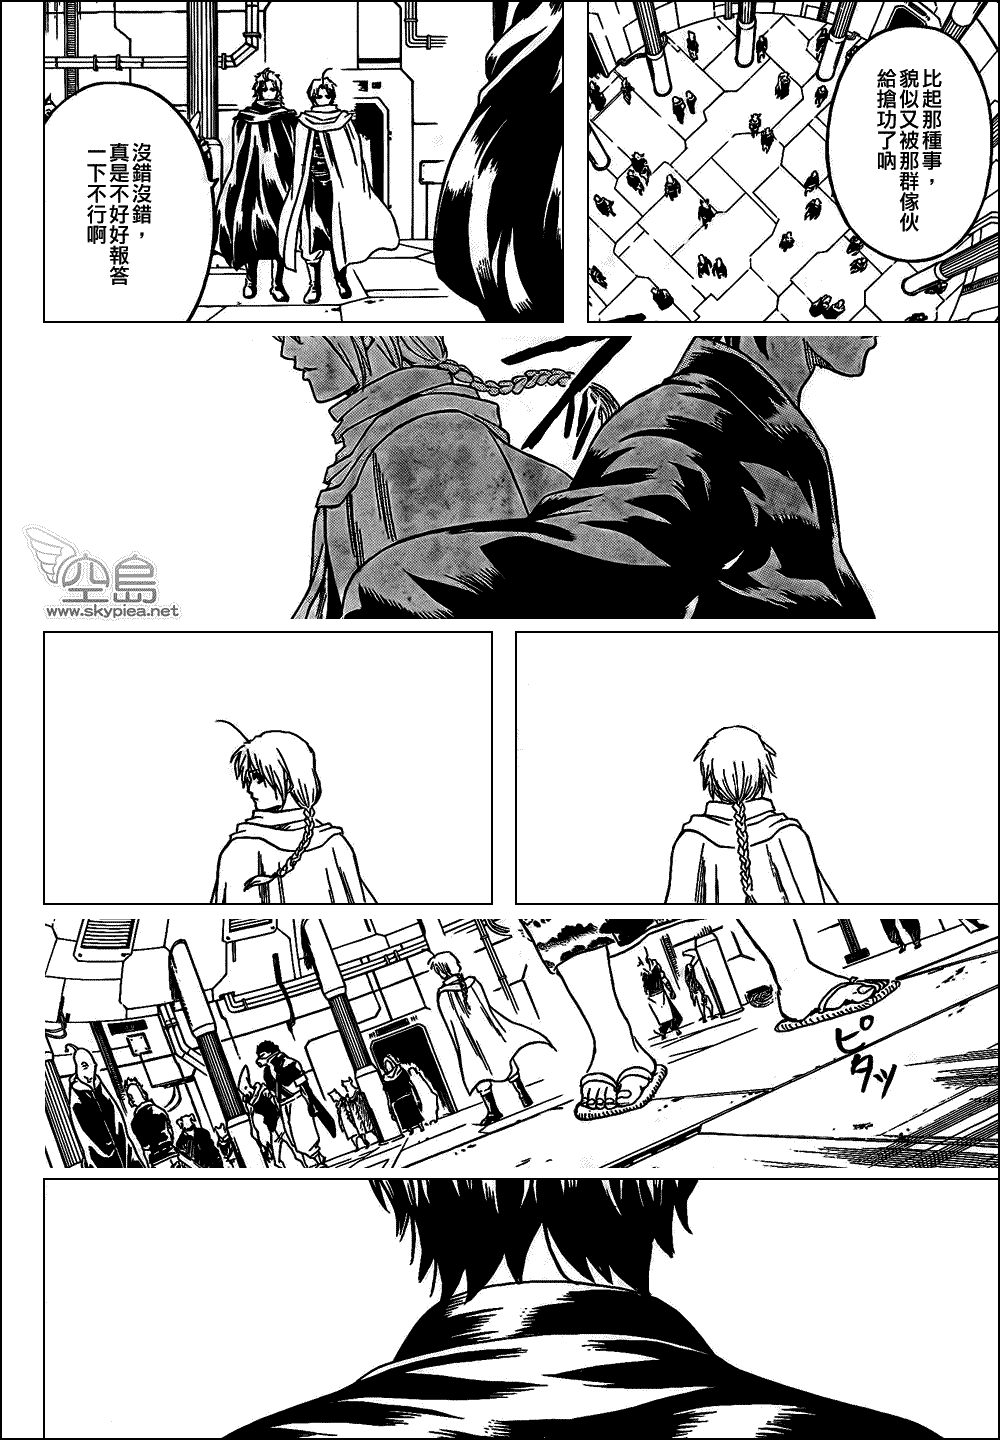 比起那種事，
貌似又被那群傢伙
給搶功了吶
沒錯沒錯，
真是不好好報答
一下不行啊
空島
www.skypiea.net
ピタッ